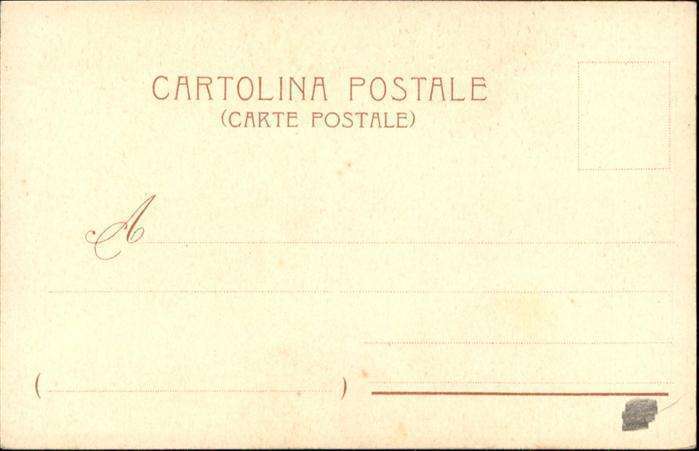 CARTOLINA POSTALE
(CARTE POSTALE)
A
( )